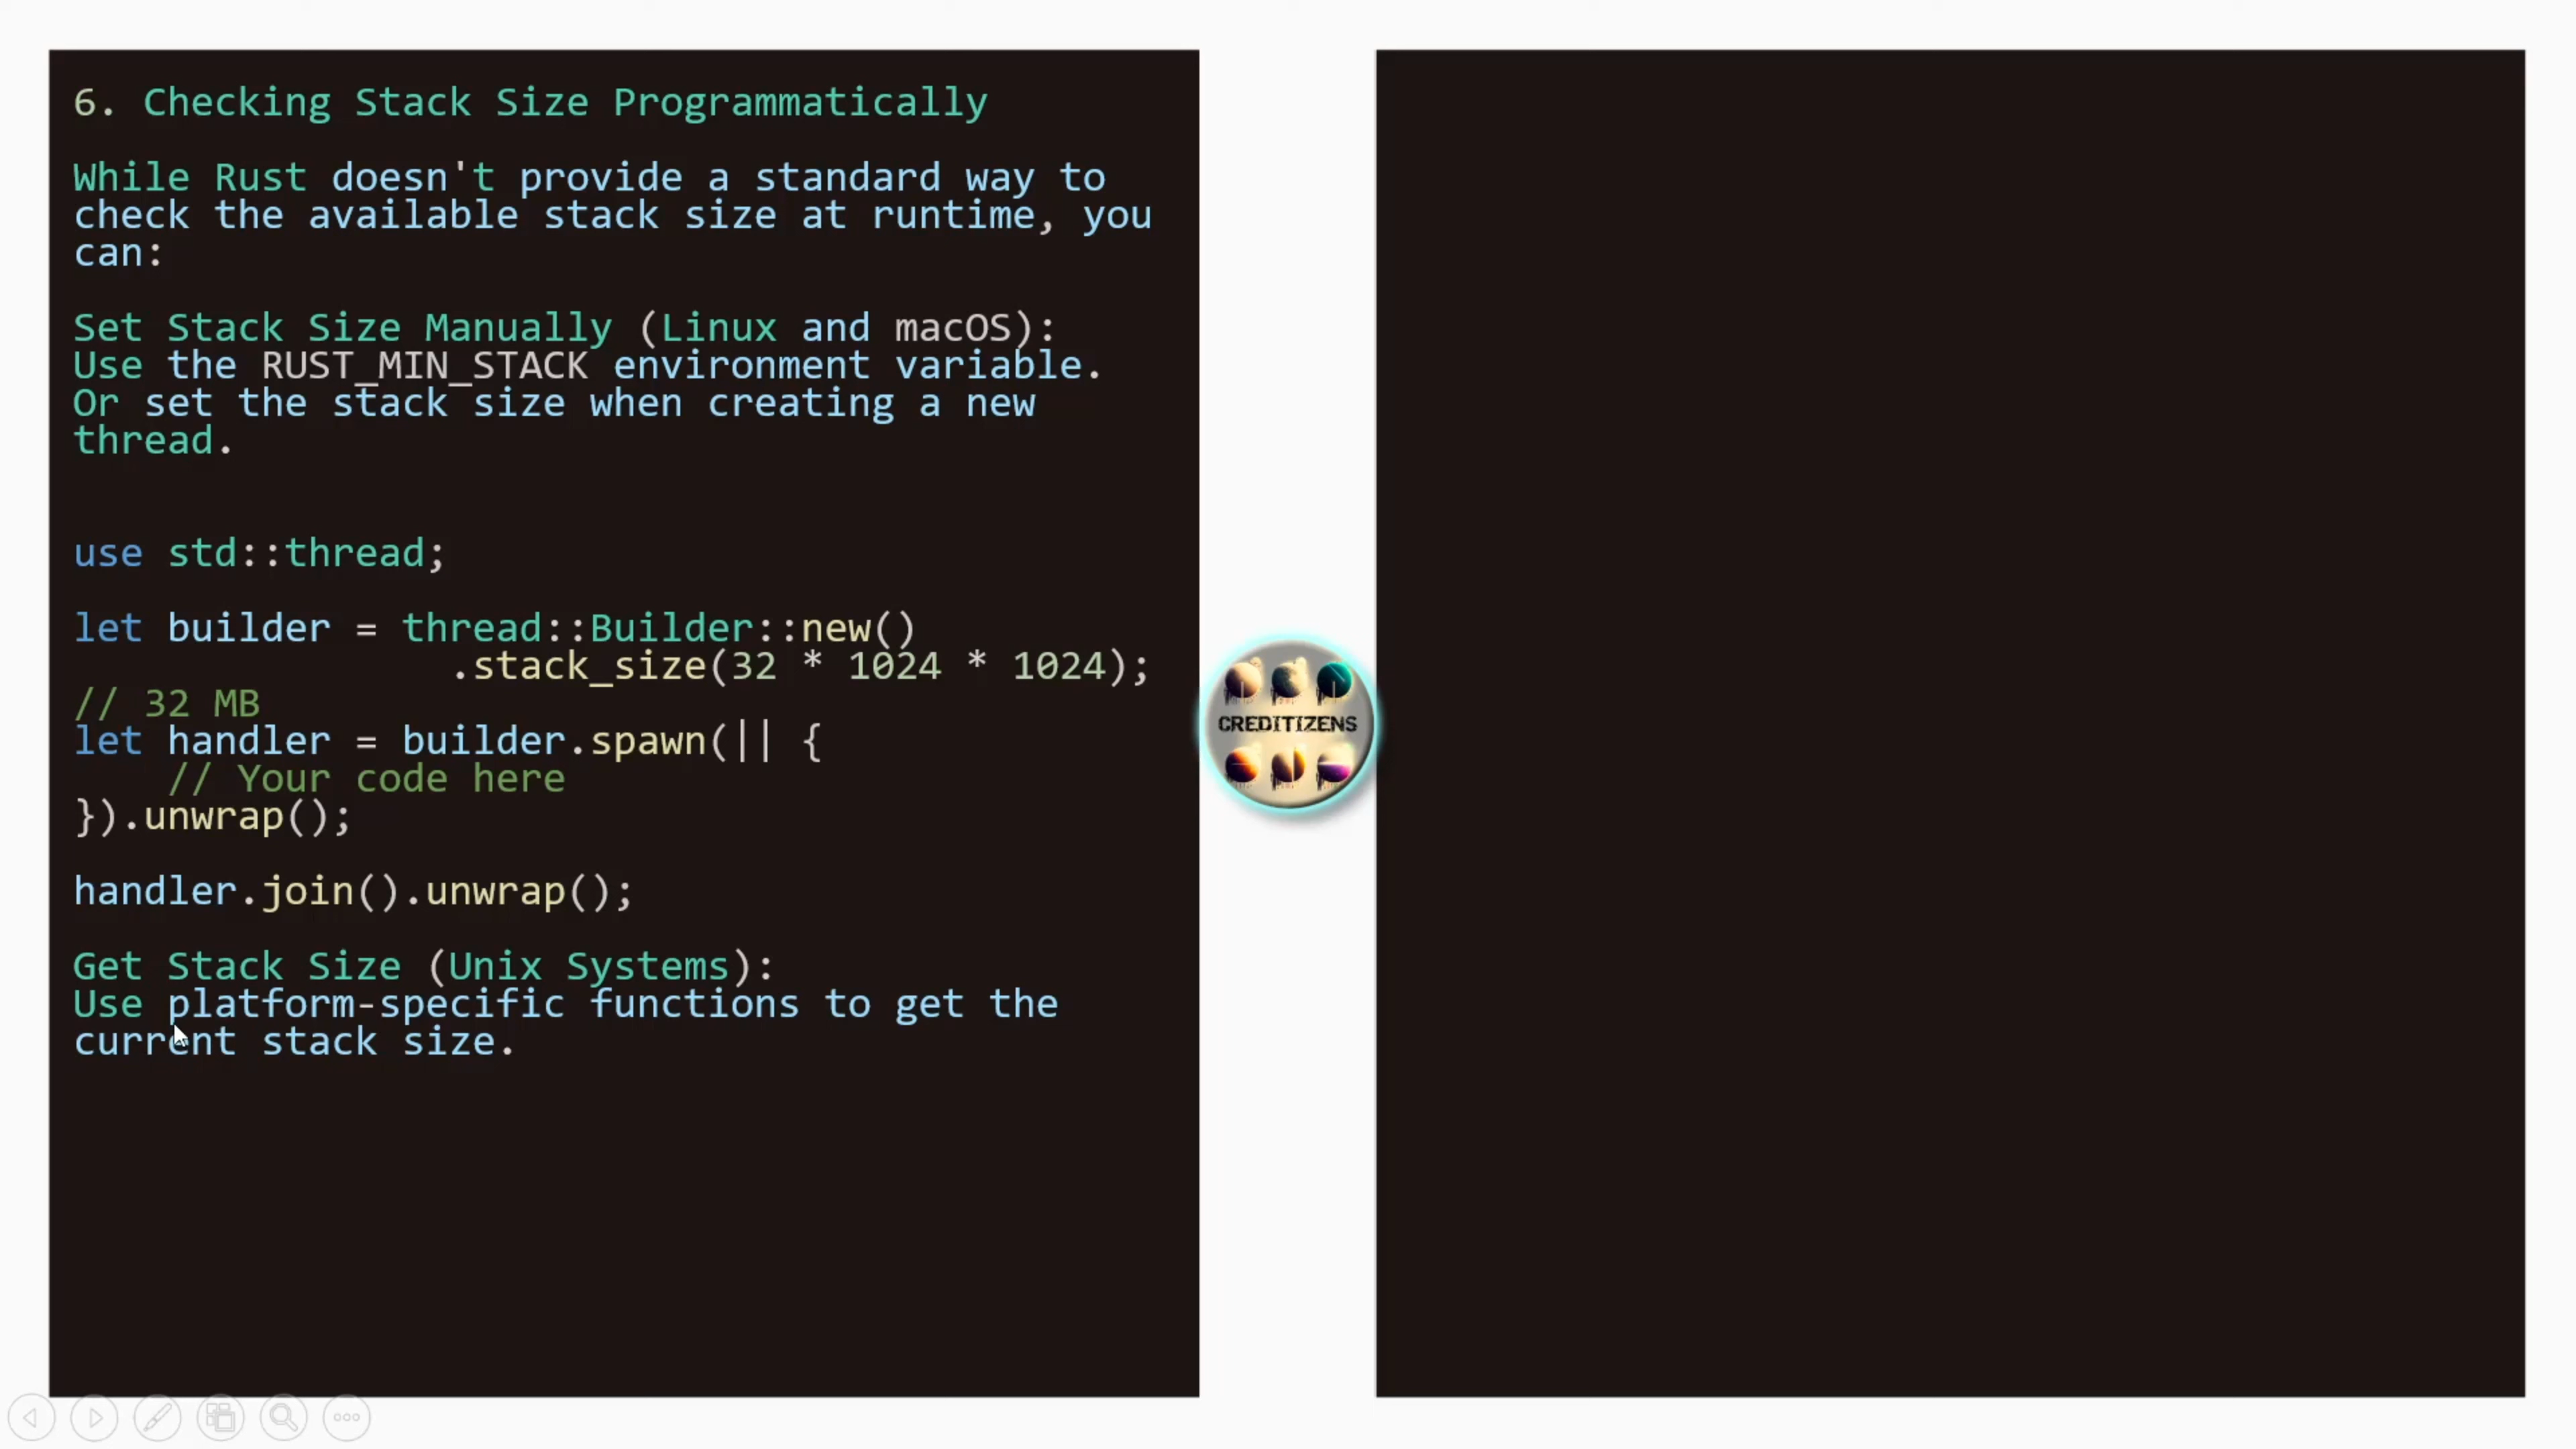 6. Checking Stack Size Programmatically
While Rust doesn't provide a standard way to
check the available stack size at runtime, you
can:
Set Stack Size Manually (Linux and macOS):
Use the RUST_MIN_STACK environment variable.
Or set the stack size when creating a new
thread.
use std::thread;
let builder = thread::Builder::new()
.stack_size(32 * 1024 * 1024);
// 32 MB
let handler = builder.spawn(|| {
// Your code here
}).unwrap();
handler.join().unwrap();
Get Stack Size (Unix Systems):
Use platform-specific functions to get the
current stack size.
CREDITIZENS